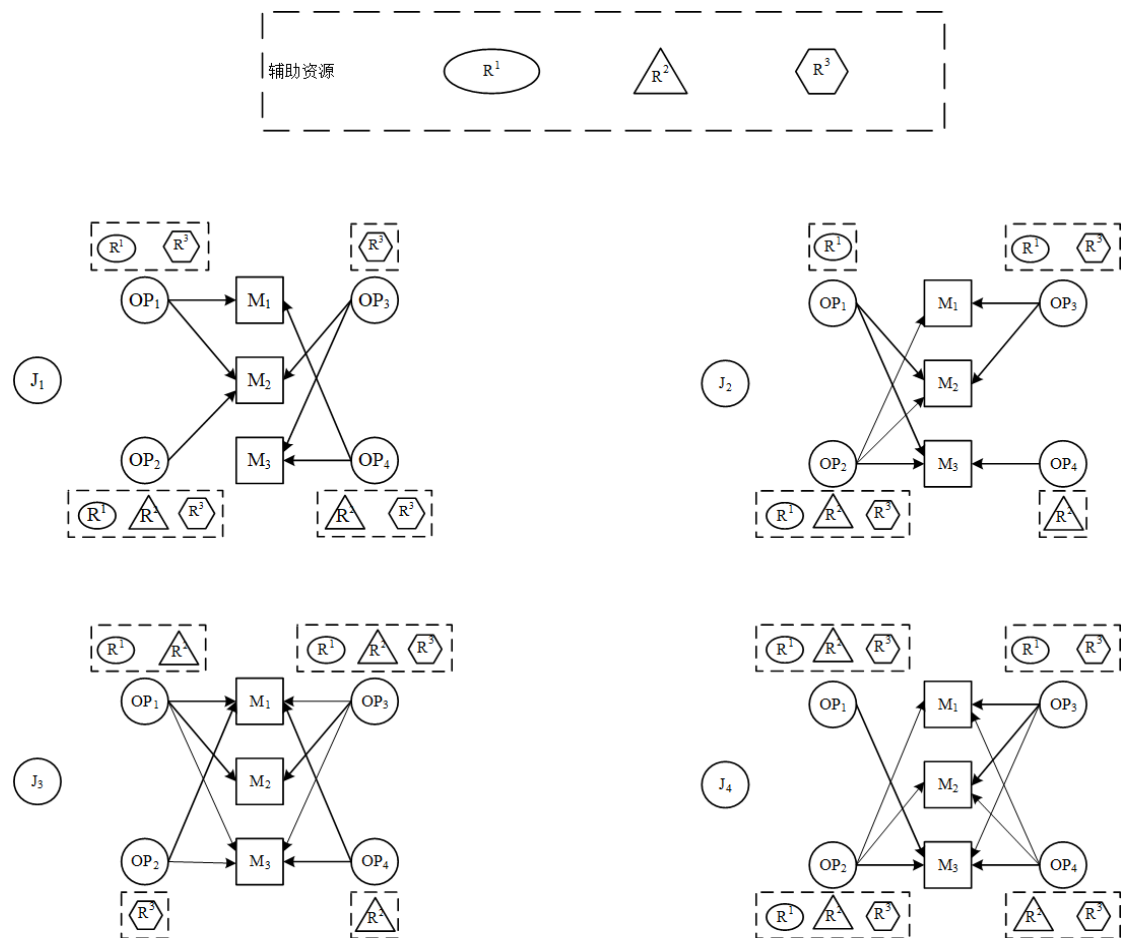 辅助资源 R¹ R² R³
R¹ R³ R³
OP₁ M₁ OP₃
J₁ M₂
OP₂ M₃ OP₄
R¹ R² R³ R² R³
R¹ R¹ R³
OP₁ M₁ OP₃
J₂ M₂
OP₂ M₃ OP₄
R¹ R² R³ R²
R¹ R² R¹ R² R³
OP₁ M₁ OP₃
J₃ M₂
OP₂ M₃ OP₄
R³ R²
R¹ R² R³ R¹ R³
OP₁ M₁ OP₃
J₄ M₂
OP₂ M₃ OP₄
R¹ R² R³ R² R³